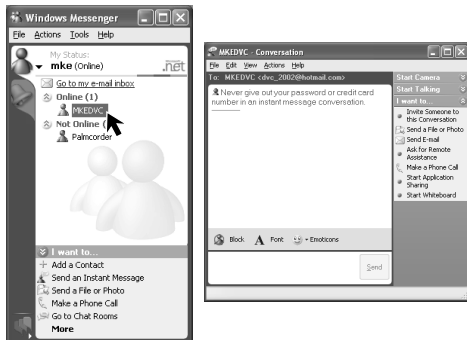 Windows Messenger
File Actions Tools Help
My Status:
mke (Online)
.net
Go to my e-mail inbox
Online (1)
MKEDVC
Not Online (
Palmcorder
I want to...
Add a Contact
Send an Instant Message
Send a File or Photo
Make a Phone Call
Go to Chat Rooms
More
MKEDVC - Conversation
File Edit View Actions Help
To: MKEDVC <dvc_2002@hotmail.com>
Never give out your password or credit card
number in an instant message conversation.
Block Font Emoticons
Send
Start Camera
Start Talking
I want to...
Invite Someone to
this Conversation
Send a File or Photo
Send E-mail
Ask for Remote
Assistance
Make a Phone Call
Start Application
Sharing
Start Whiteboard